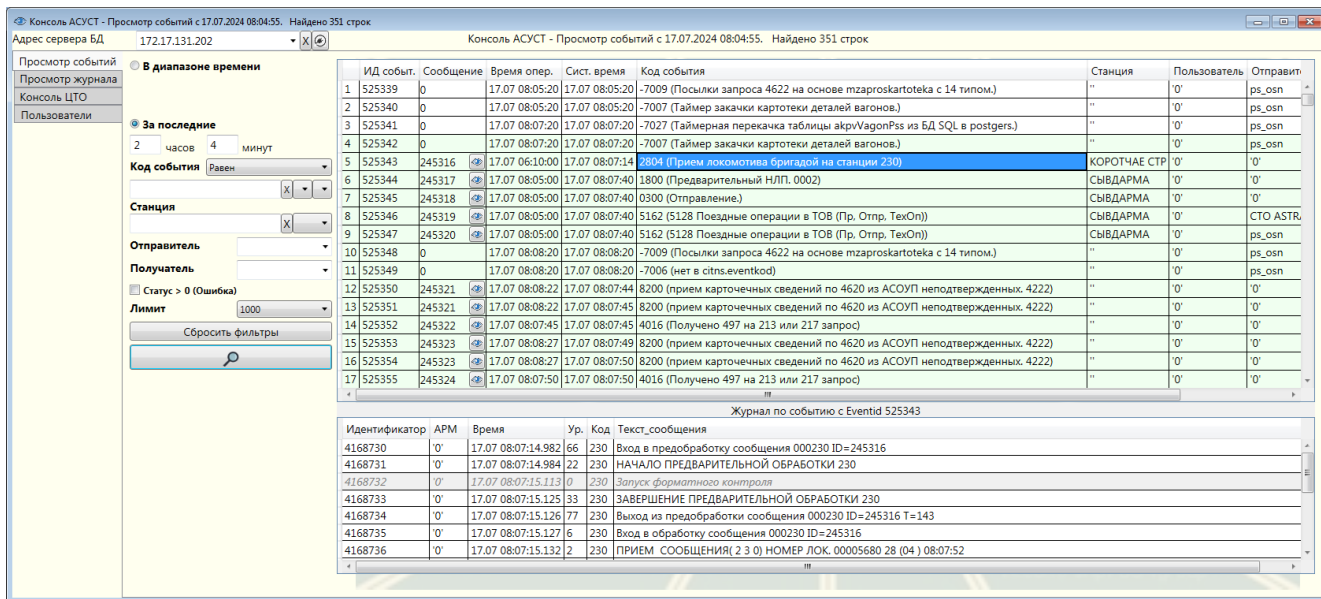 Консоль АСУСТ - Просмотр событий с 17.07.2024 08:04:55. Найдено 351 строк
Адрес сервера БД 172.17.131.202 X Консоль АСУСТ - Просмотр событий с 17.07.2024 08:04:55. Найдено 351 строк
Просмотр событий
Просмотр журнала
Консоль ЦТО
Пользователи
В диапазоне времени
За последние
2 часов 4 минут
Код события Равен
X
Станция
X
Отправитель
Получатель
Статус > 0 (Ошибка)
Лимит 1000
Сбросить фильтры
ИД событ. Сообщение Время опер. Сист. время Код события Станция Пользователь Отправит
1 525339 0 17.07 08:05:20 17.07 08:05:20 -7009 (Посылки запроса 4622 на основе mzaproskartoteka с 14 типом.) '' '0' ps_osn
2 525340 0 17.07 08:05:20 17.07 08:05:20 -7007 (Таймер закачки картотеки деталей вагонов.) '' '0' ps_osn
3 525341 0 17.07 08:07:20 17.07 08:07:20 -7027 (Таймерная перекачка таблицы akpvVagonPss из БД SQL в postgers.) '' '0' ps_osn
4 525342 0 17.07 08:07:20 17.07 08:07:20 -7007 (Таймер закачки картотеки деталей вагонов.) '' '0' ps_osn
5 525343 245316 17.07 06:10:00 17.07 08:07:14 2804 (Прием локомотива бригадой на станции 230) КОРОТЧАЕ СТР '0' '0'
6 525344 245317 17.07 08:05:00 17.07 08:07:40 1800 (Предварительный НЛП. 0002) СЫВДАРМА '0' '0'
7 525345 245318 17.07 08:05:00 17.07 08:07:40 0300 (Отправление.) СЫВДАРМА '0' '0'
8 525346 245319 17.07 08:05:00 17.07 08:07:40 5162 (5128 Поездные операции в ТОВ (Пр, Отпр, ТехОп)) СЫВДАРМА '0' СТО ASTRA
9 525347 245320 17.07 08:05:00 17.07 08:07:40 5162 (5128 Поездные операции в ТОВ (Пр, Отпр, ТехОп)) СЫВДАРМА '0' ps_osn
10 525348 0 17.07 08:08:20 17.07 08:08:20 -7009 (Посылки запроса 4622 на основе mzaproskartoteka с 14 типом.) '' '0' ps_osn
11 525349 0 17.07 08:08:20 17.07 08:08:20 -7006 (нет в citns.eventkod) '' '0' ps_osn
12 525350 245321 17.07 08:08:22 17.07 08:07:44 8200 (прием карточечных сведений по 4620 из АСОУП неподтвержденных. 4222) '' '0' '0'
13 525351 245321 17.07 08:08:22 17.07 08:07:45 8200 (прием карточечных сведений по 4620 из АСОУП неподтвержденных. 4222) '' '0' '0'
14 525352 245322 17.07 08:07:45 17.07 08:07:45 4016 (Получено 497 на 213 или 217 запрос) '' '0' '0'
15 525353 245323 17.07 08:08:27 17.07 08:07:49 8200 (прием карточечных сведений по 4620 из АСОУП неподтвержденных. 4222) '' '0' '0'
16 525354 245323 17.07 08:08:27 17.07 08:07:50 8200 (прием карточечных сведений по 4620 из АСОУП неподтвержденных. 4222) '' '0' '0'
17 525355 245324 17.07 08:07:50 17.07 08:07:50 4016 (Получено 497 на 213 или 217 запрос) '' '0' '0'
Журнал по событию с Eventid 525343
Идентификатор АРМ Время Ур. Код Текст_сообщения
4168730 '0' 17.07 08:07:14.982 66 230 Вход в предобработку сообщения 000230 ID=245316
4168731 '0' 17.07 08:07:14.984 22 230 НАЧАЛО ПРЕДВАРИТЕЛЬНОЙ ОБРАБОТКИ 230
4168732 '0' 17.07 08:07:15.113 0 230 Запуск форматного контроля
4168733 '0' 17.07 08:07:15.125 33 230 ЗАВЕРШЕНИЕ ПРЕДВАРИТЕЛЬНОЙ ОБРАБОТКИ 230
4168734 '0' 17.07 08:07:15.126 77 230 Выход из предобработки сообщения 000230 ID=245316 T=143
4168735 '0' 17.07 08:07:15.127 6 230 Вход в обработку сообщения 000230 ID=245316
4168736 '0' 17.07 08:07:15.132 2 230 ПРИЕМ СООБЩЕНИЯ( 2 3 0) НОМЕР ЛОК. 00005680 28 (04 ) 08:07:52